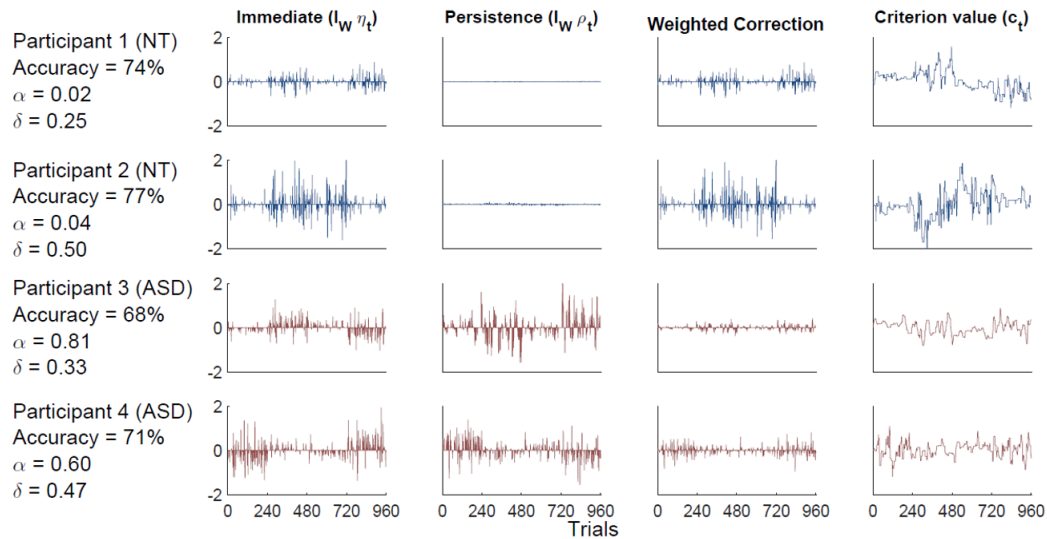 Immediate (I_W η_t) Persistence (I_W ρ_t) Weighted Correction Criterion value (c_t)
Participant 1 (NT)
Accuracy = 74%
α = 0.02
δ = 0.25
2
0
-2
Participant 2 (NT)
Accuracy = 77%
α = 0.04
δ = 0.50
2
0
-2
Participant 3 (ASD)
Accuracy = 68%
α = 0.81
δ = 0.33
2
0
-2
Participant 4 (ASD)
Accuracy = 71%
α = 0.60
δ = 0.47
2
0
-2
0 240 480 720 960 0 240 480 720 960 0 240 480 720 960 0 240 480 720 960
Trials